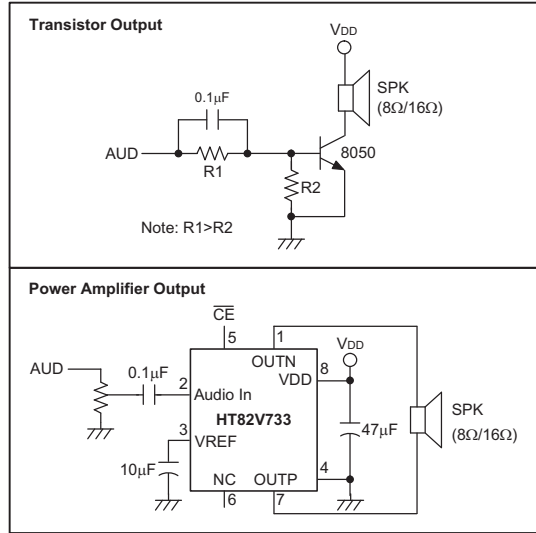 Transistor Output
VDD
SPK
(8Ω/16Ω)
0.1μF
AUD
R1
8050
R2
Note: R1>R2
Power Amplifier Output
CE
5
1
OUTN
VDD
8
VDD
AUD
0.1μF
2
Audio In
HT82V733
3
VREF
10μF
47μF
SPK
(8Ω/16Ω)
NC
OUTP
4
6
7